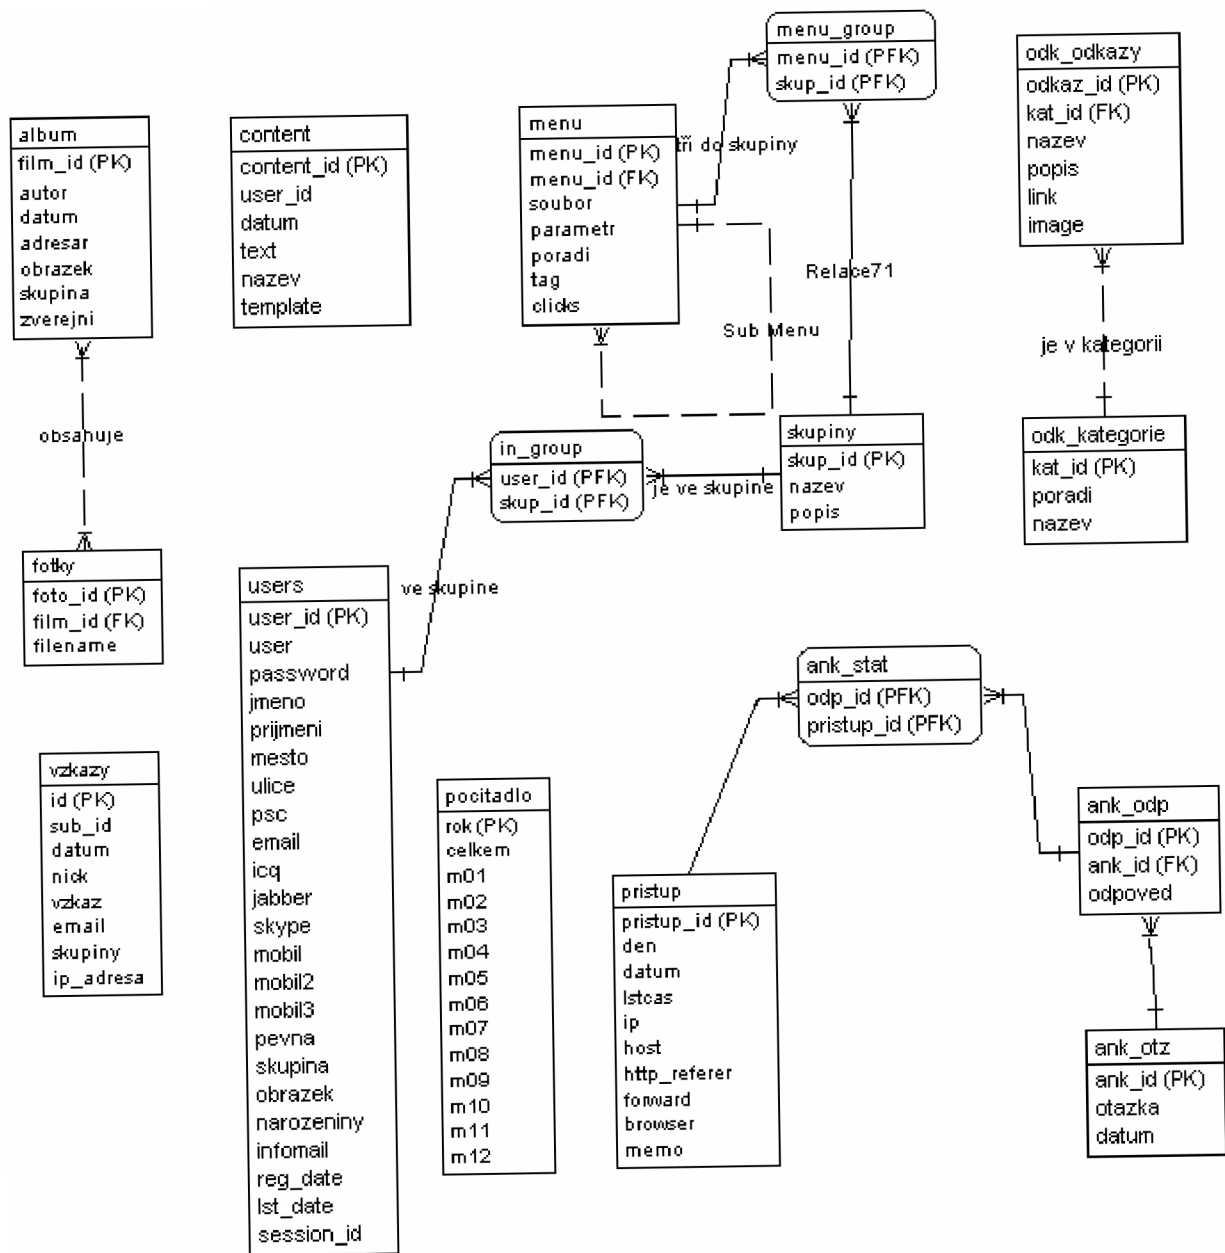 menu_group
menu_id (PFK)
skup_id (PFK)
odk_odkazy
odkaz_id (PK)
kat_id (FK)
nazev
popis
link
image
album
film_id (PK)
autor
datum
adresar
obrazek
skupina
zverejni
content
content_id (PK)
user_id
datum
text
nazev
template
menu
menu_id (PK)
menu_id (FK)
soubor
parametr
poradi
tag
clicks
tří do skupiny
Relace71
Sub Menu
je v kategorii
obsahuje
in_group
user_id (PFK)
skup_id (PFK)
je ve skupine
skupiny
skup_id (PK)
nazev
popis
odk_kategorie
kat_id (PK)
poradi
nazev
fotky
foto_id (PK)
film_id (FK)
filename
users
user_id (PK)
user
password
jmeno
prijmeni
mesto
ulice
psc
email
icq
jabber
skype
mobil
mobil2
mobil3
pevna
skupina
obrazek
narozeniny
infomail
reg_date
lst_date
session_id
ve skupine
ank_stat
odp_id (PFK)
pristup_id (PFK)
vzkazy
id (PK)
sub_id
datum
nick
vzkaz
email
skupiny
ip_adresa
pocitadlo
rok (PK)
celkem
m01
m02
m03
m04
m05
m06
m07
m08
m09
m10
m11
m12
pristup
pristup_id (PK)
den
datum
lstcas
ip
host
http_referer
forward
browser
memo
ank_odp
odp_id (PK)
ank_id (FK)
odpoved
ank_otz
ank_id (PK)
otazka
datum